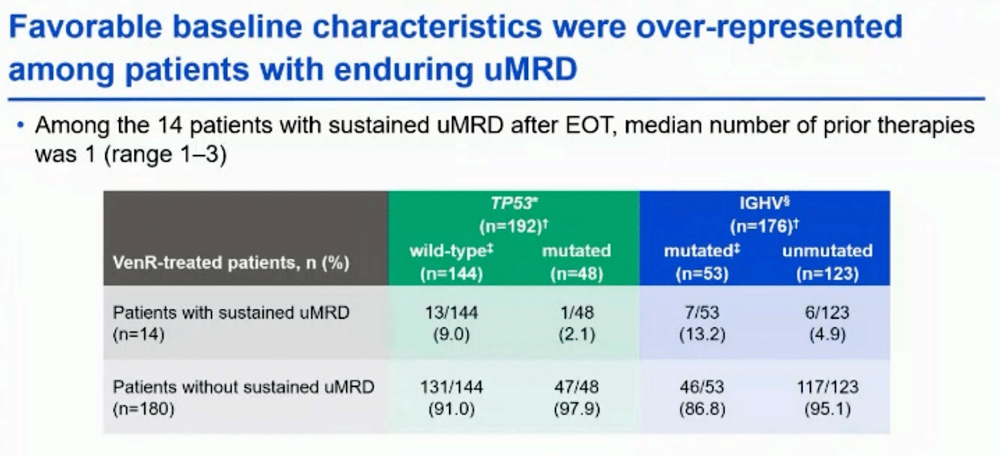 Favorable baseline characteristics were over-represented
among patients with enduring uMRD
• Among the 14 patients with sustained uMRD after EOT, median number of prior therapies
was 1 (range 1–3)
VenR-treated patients, n (%)
TP53*
(n=192)†
wild-type‡
(n=144)
mutated
(n=48)
IGHV§
(n=176)†
mutated‡
(n=53)
unmutated
(n=123)
Patients with sustained uMRD
(n=14)
13/144
(9.0)
1/48
(2.1)
7/53
(13.2)
6/123
(4.9)
Patients without sustained uMRD
(n=180)
131/144
(91.0)
47/48
(97.9)
46/53
(86.8)
117/123
(95.1)